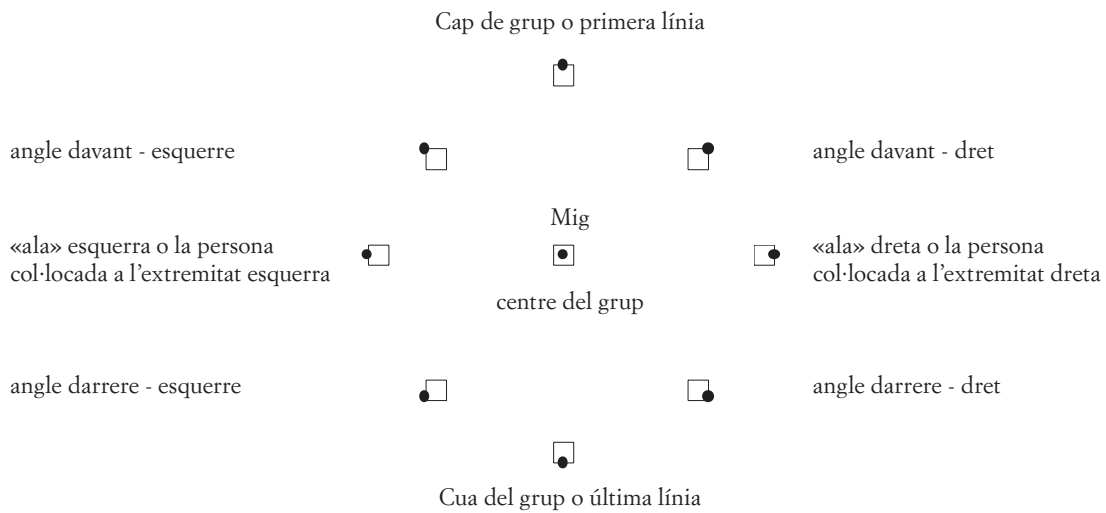 Cap de grup o primera línia
angle davant - esquerre
angle davant - dret
Mig
«ala» esquerra o la persona
col·locada a l'extremitat esquerra
«ala» dreta o la persona
col·locada a l'extremitat dreta
centre del grup
angle darrere - esquerre
angle darrere - dret
Cua del grup o última línia